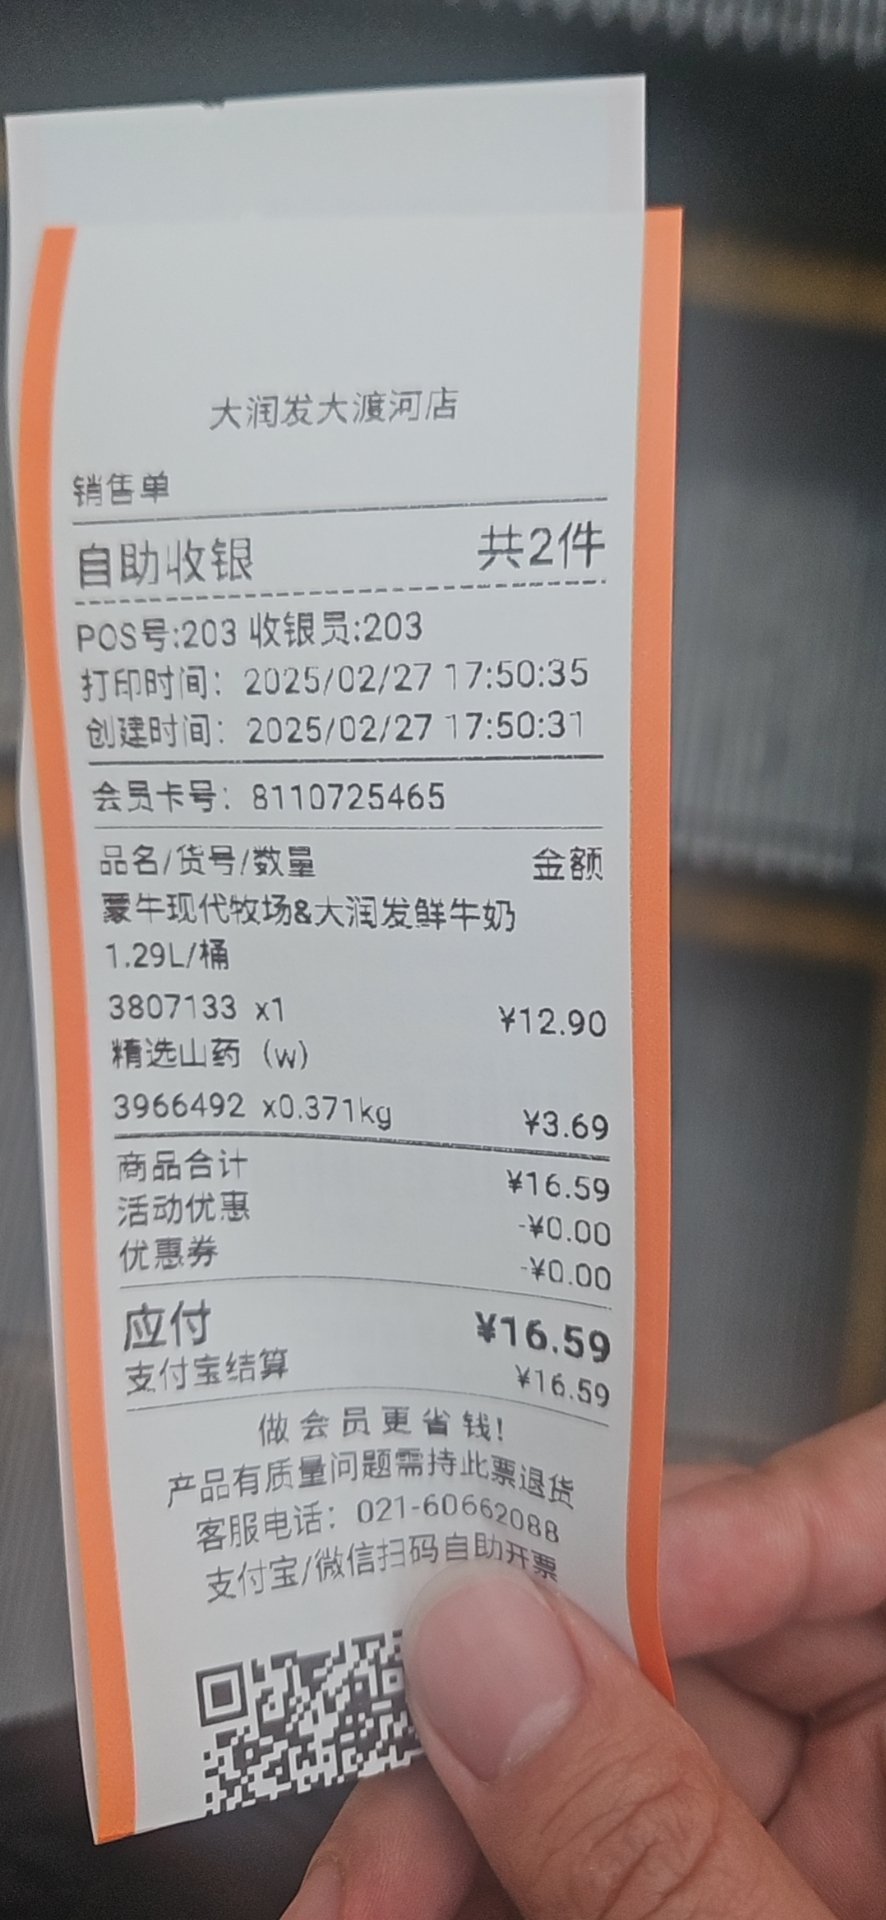 大润发大渡河店
销售单
自助收银 共2件
POS号:203 收银员:203
打印时间：2025/02/27 17:50:35
创建时间：2025/02/27 17:50:31
会员卡号：8110725465
品名/货号/数量 金额
蒙牛现代牧场&大润发鲜牛奶
1.29L/桶
3807133 x1 ¥12.90
精选山药（w）
3966492 x0.371kg ¥3.69
商品合计 ¥16.59
活动优惠 -¥0.00
优惠券 -¥0.00
应付 ¥16.59
支付宝结算 ¥16.59
做会员更省钱!
产品有质量问题需持此票退货
客服电话：021-60662088
支付宝/微信扫码自助开票